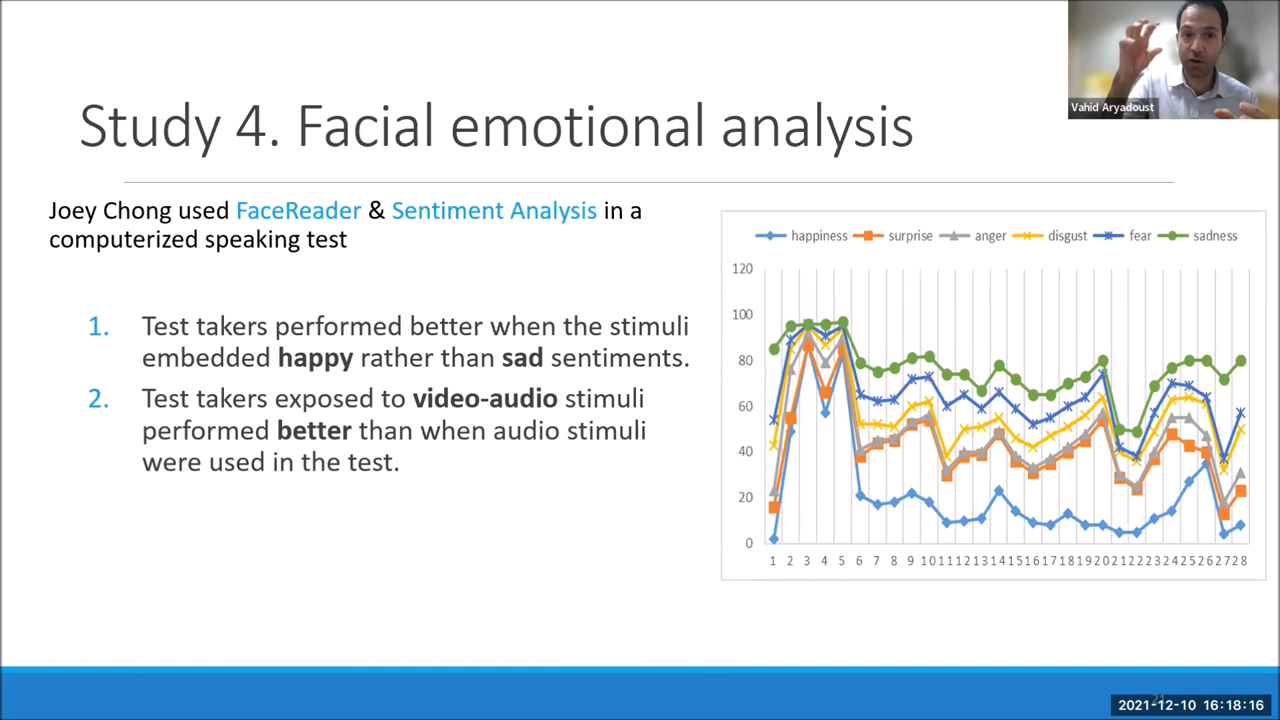 Vahid Aryadoust
Study 4. Facial emotional analysis
Joey Chong used FaceReader & Sentiment Analysis in a
computerized speaking test
1. Test takers performed better when the stimuli
embedded happy rather than sad sentiments.
2. Test takers exposed to video-audio stimuli
performed better than when audio stimuli
were used in the test.
happiness surprise anger disgust fear sadness
120
100
80
60
40
20
0
1 2 3 4 5 6 7 8 9 10 11 12 13 14 15 16 17 18 19 20 21 22 23 24 25 26 27 28
2021-12-10 16:18:16